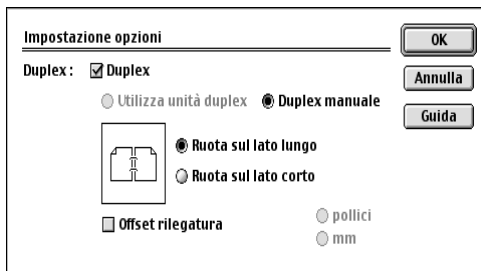 Impostazione opzioni
OK
Duplex : Duplex
Annulla
Utilizza unità duplex Duplex manuale
Guida
Ruota sul lato lungo
Ruota sul lato corto
Offset rilegatura
pollici
mm